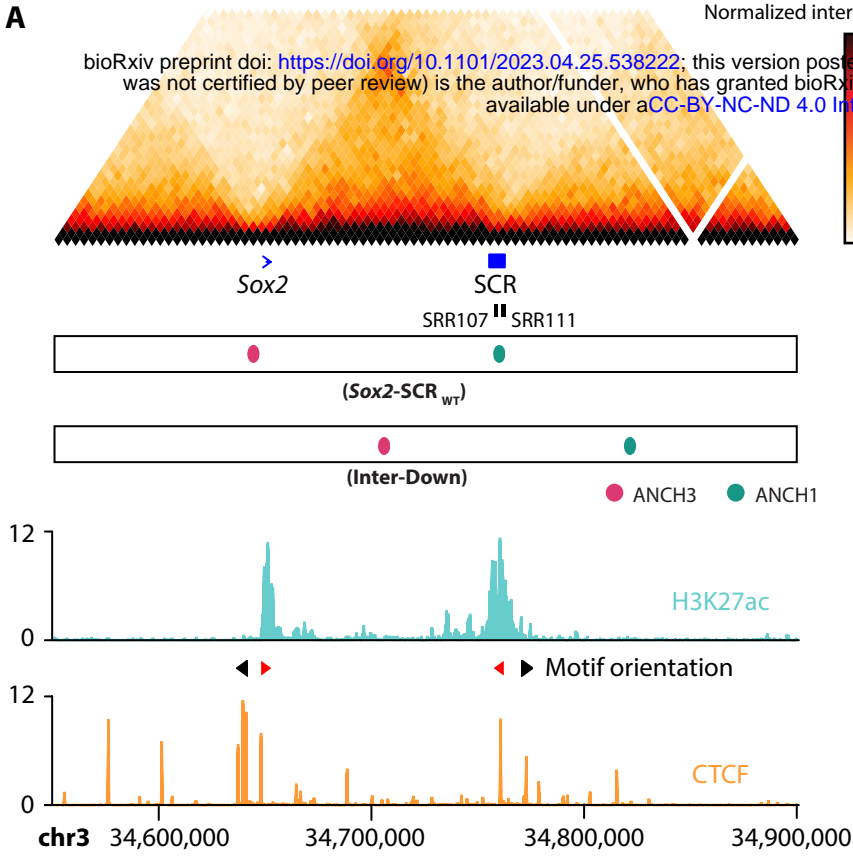 A
Normalized inter
bioRxiv preprint doi: https://doi.org/10.1101/2023.04.25.538222; this version poste
was not certified by peer review) is the author/funder, who has granted bioRxi
available under aCC-BY-NC-ND 4.0 Int
Sox2
SCR
SRR107 SRR111
(Sox2-SCR WT)
(Inter-Down)
ANCH3 ANCH1
12
H3K27ac
0
Motif orientation
12
CTCF
0
chr3 34,600,000 34,700,000 34,800,000 34,900,000